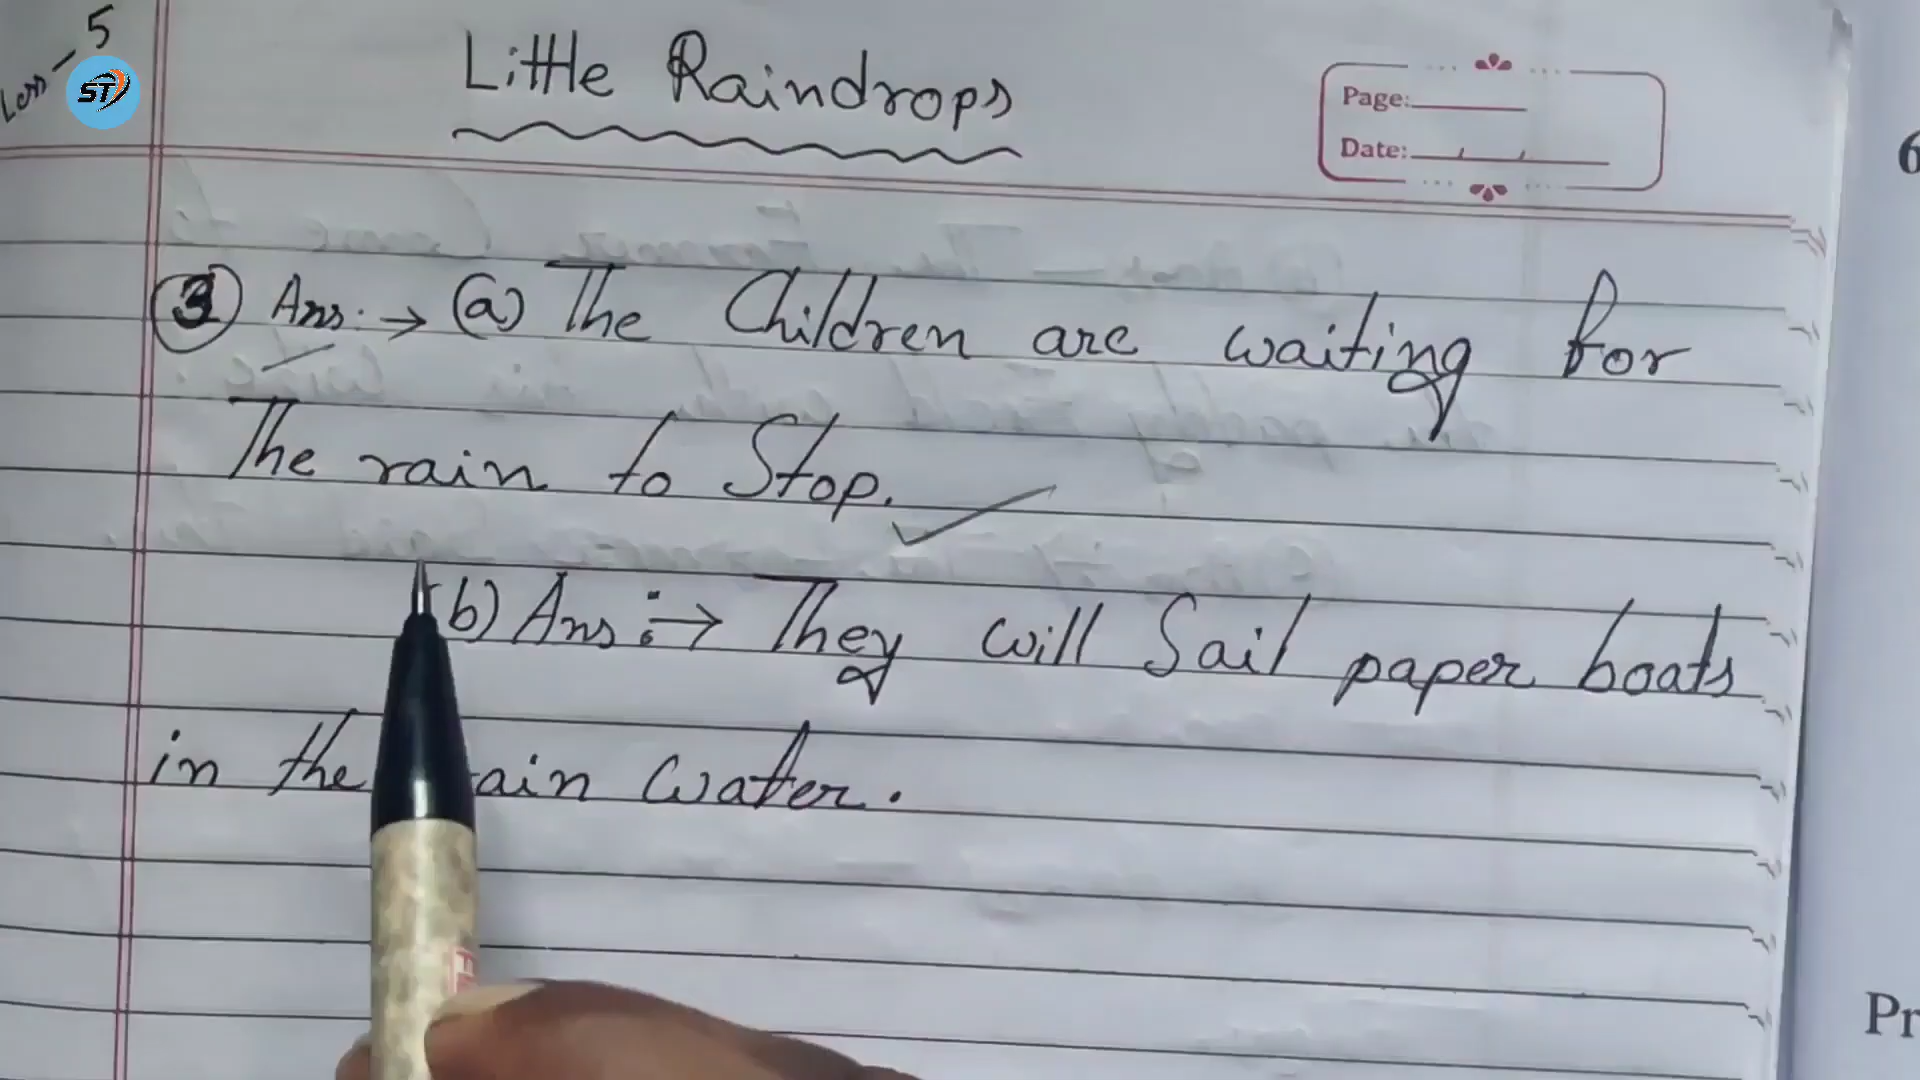 Less - 5
ST
Little Raindrops
Page:
Date:
6
3 Ans: → (a) The Children are waiting for
The rain to Stop.
(b) Ans :→ They will Sail paper boats
in the rain water.
Pr